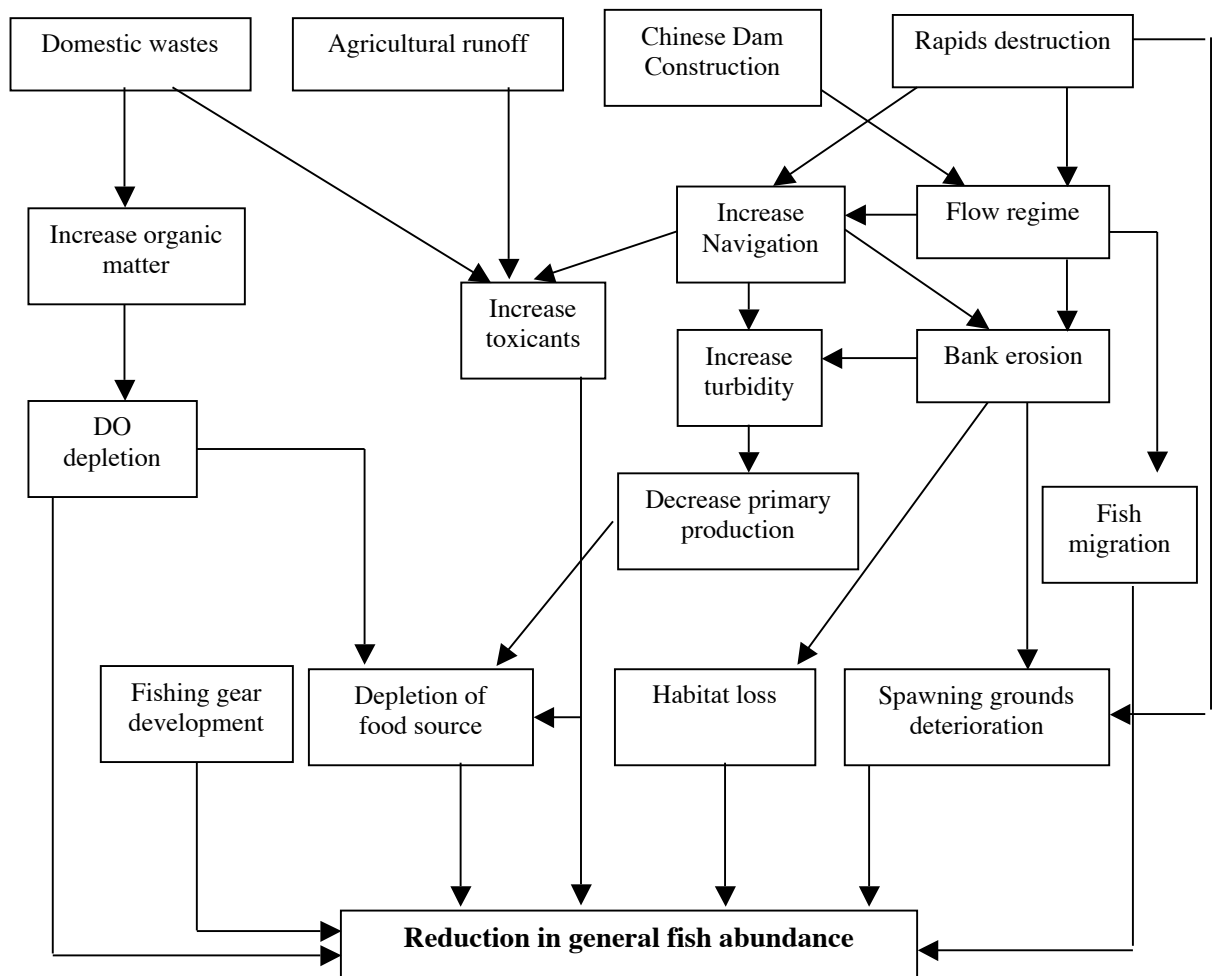 Domestic wastes
Agricultural runoff
Chinese Dam
Construction
Rapids destruction
Increase organic
matter
Increase
Navigation
Flow regime
Increase
toxicants
Increase
turbidity
Bank erosion
DO
depletion
Decrease primary
production
Fish
migration
Fishing gear
development
Depletion of
food source
Habitat loss
Spawning grounds
deterioration
Reduction in general fish abundance